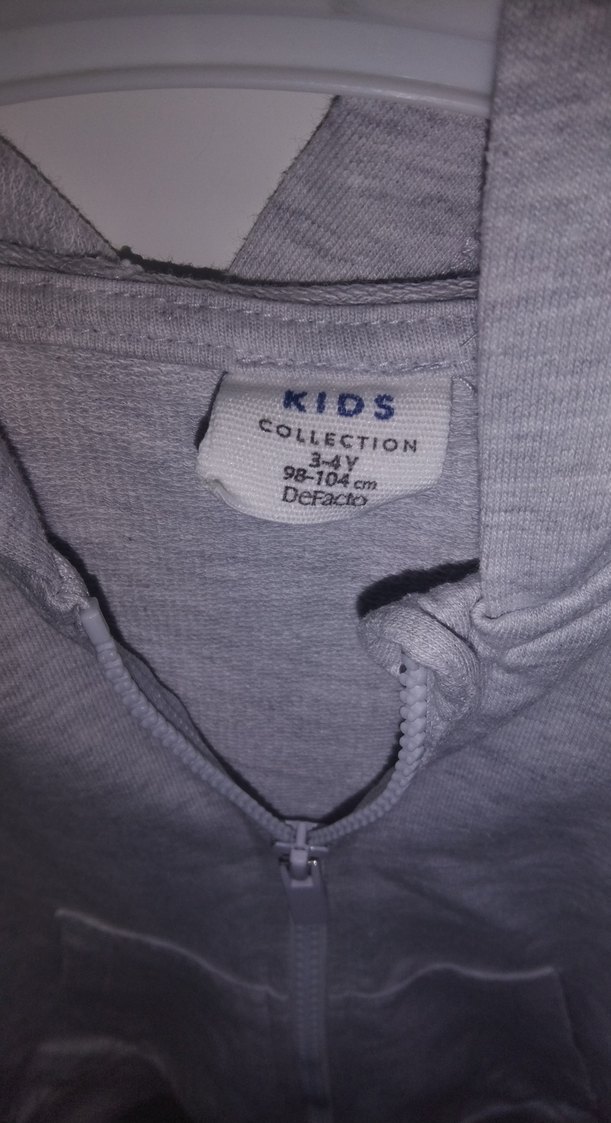 KIDS
COLLECTION
3-4 Y
98-104 cm
DeFacto